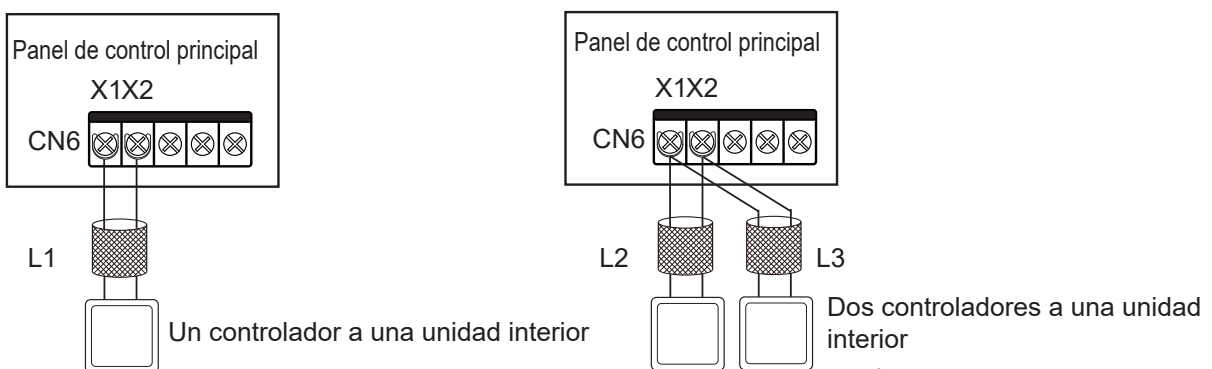 Panel de control principal
X1X2
CN6
L1
Un controlador a una unidad interior
Panel de control principal
X1X2
CN6
L2
L3
Dos controladores a una unidad
interior